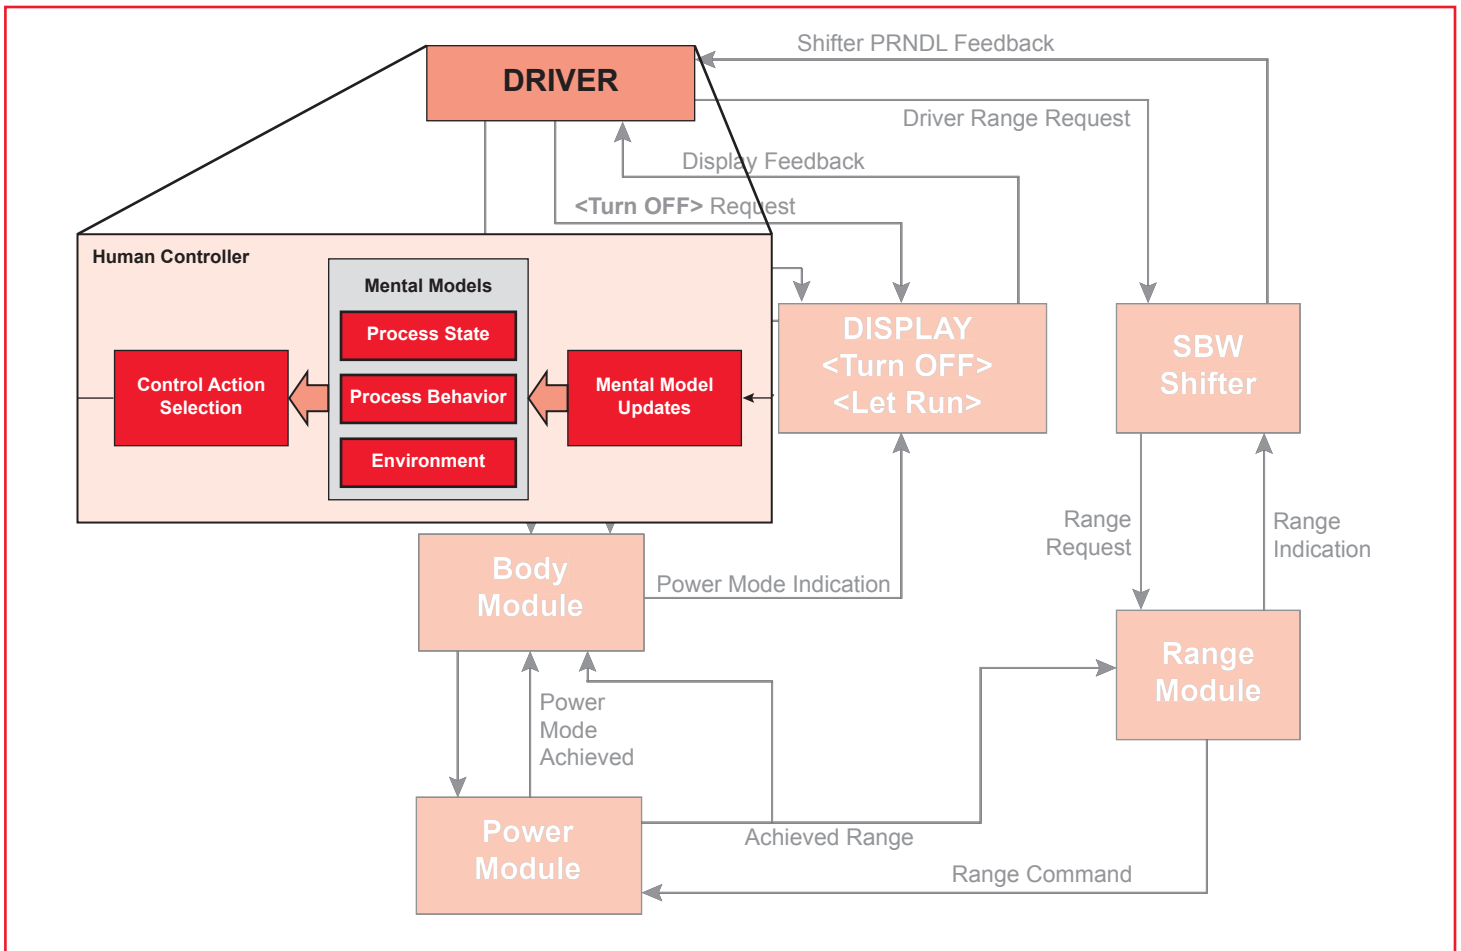 Shifter PRNDL Feedback
DRIVER
Driver Range Request
Display Feedback
<Turn OFF> Request
Human Controller
Mental Models
Process State
Process Behavior
Environment
Control Action
Selection
Mental Model
Updates
DISPLAY
<Turn OFF>
<Let Run>
SBW
Shifter
Range
Request
Range
Indication
Body
Module
Power Mode Indication
Range
Module
Power
Mode
Achieved
Power
Module
Achieved Range
Range Command